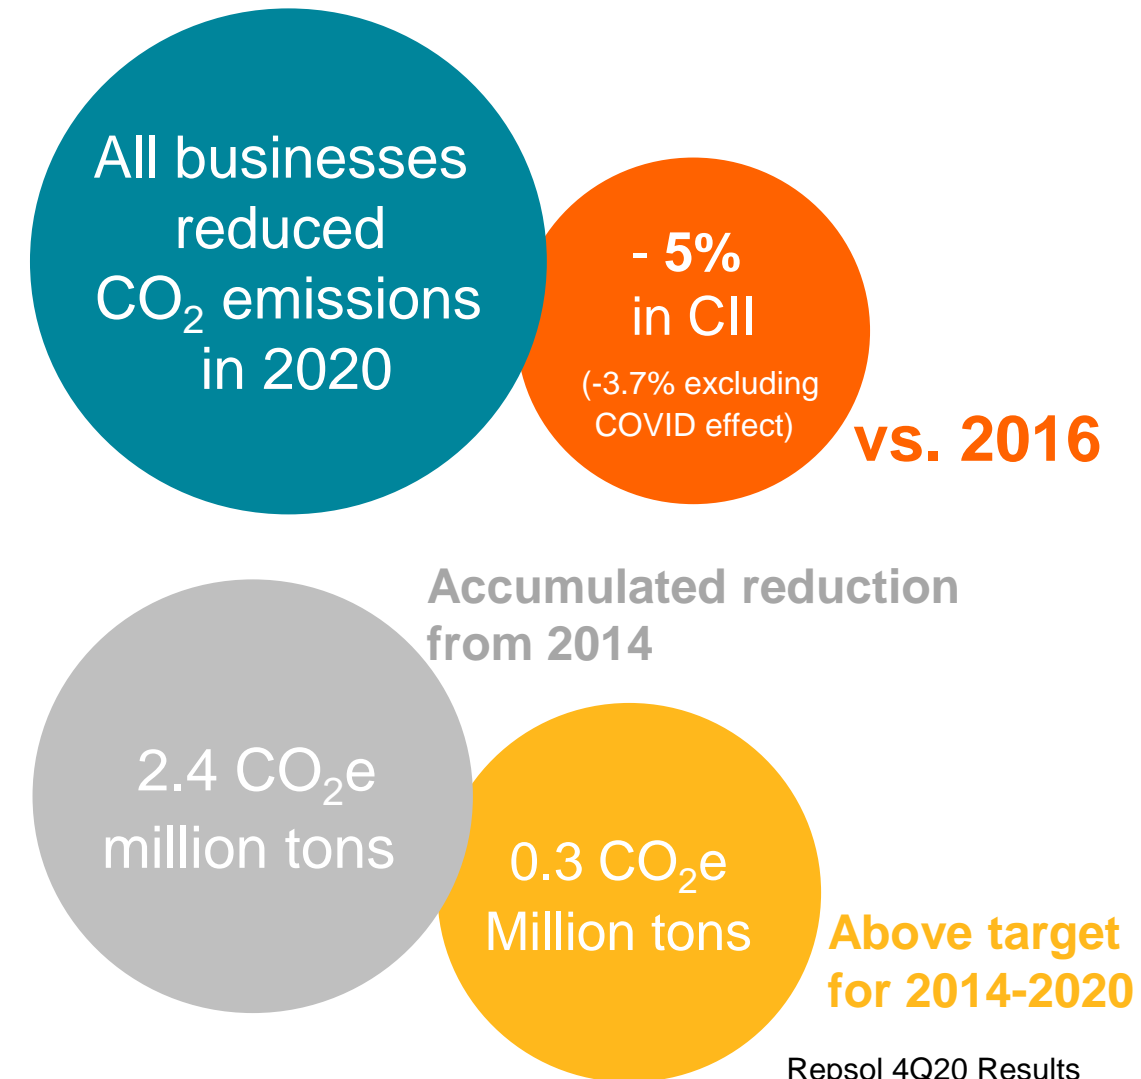 All businesses
reduced
CO₂ emissions
in 2020
- 5%
in CII
(-3.7% excluding
COVID effect)
vs. 2016
Accumulated reduction
from 2014
2.4 CO₂e
million tons
0.3 CO₂e
Million tons
Above target
for 2014-2020
Repsol 4Q20 Results